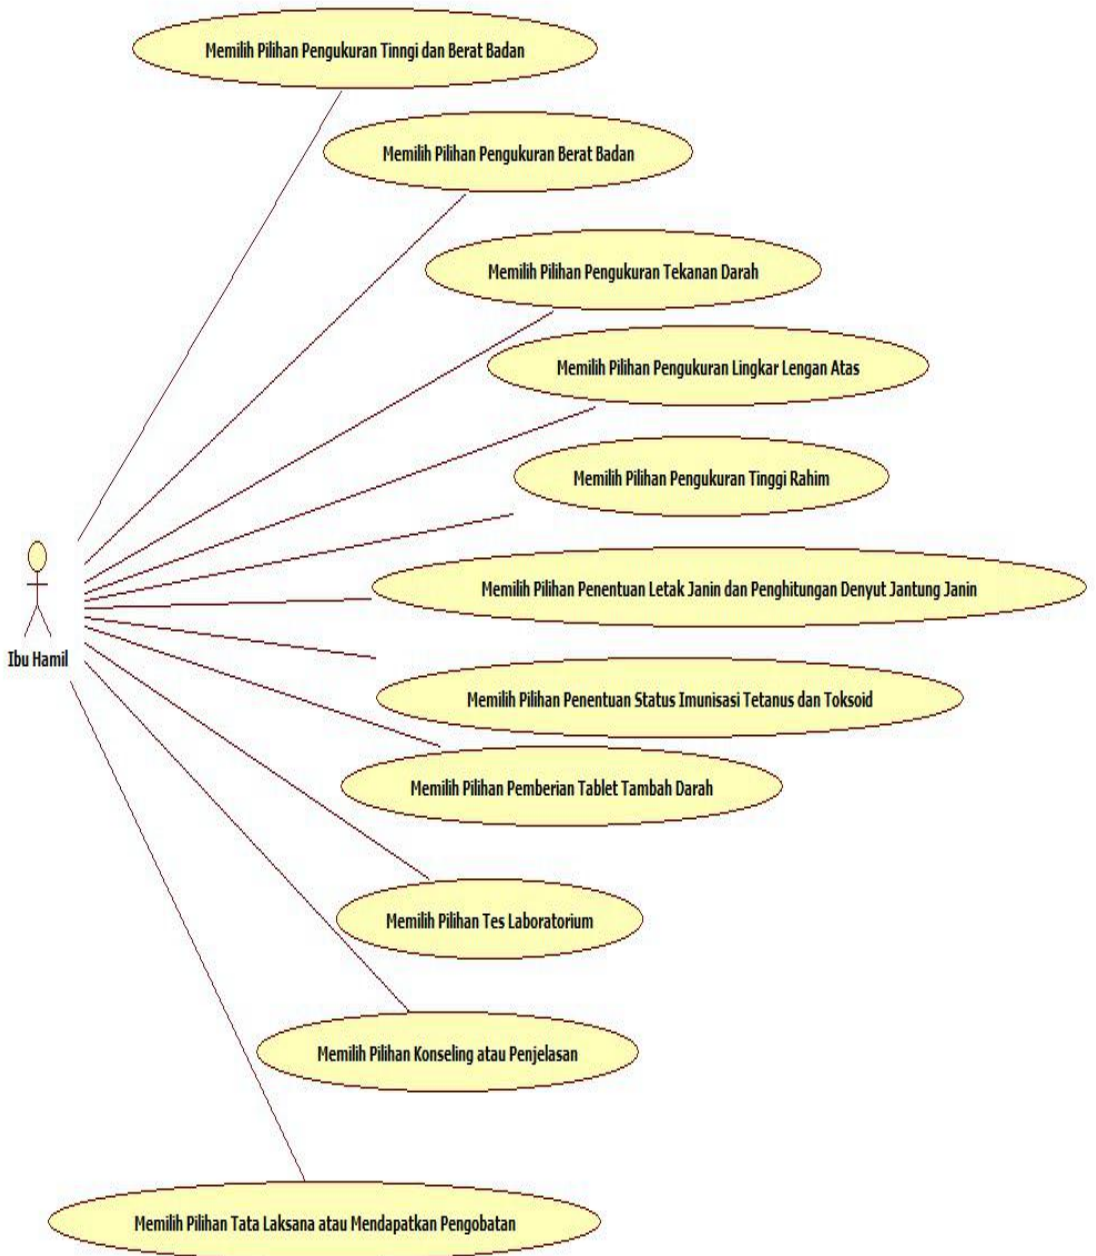 Memilih Pilihan Pengukuran Tinngi dan Berat Badan
Memilih Pilihan Pengukuran Berat Badan
Memilih Pilihan Pengukuran Tekanan Darah
Memilih Pilihan Pengukuran Lingkar Lengan Atas
Memilih Pilihan Pengukuran Tinggi Rahim
Memilih Pilihan Penentuan Letak Janin dan Penghitungan Denyut Jantung Janin
Ibu Hamil
Memilih Pilihan Penentuan Status Imunisasi Tetanus dan Toksoid
Memilih Pilihan Pemberian Tablet Tambah Darah
Memilih Pilihan Tes Laboratorium
Memilih Pilihan Konseling atau Penjelasan
Memilih Pilihan Tata Laksana atau Mendapatkan Pengobatan